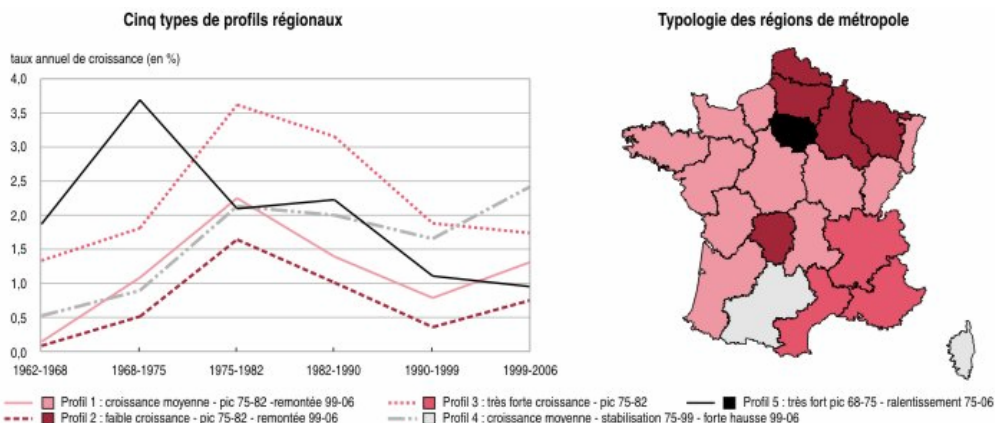 Cinq types de profils régionaux
Typologie des régions de métropole
taux annuel de croissance (en %)
4,0
3,5
3,0
2,5
2,0
1,5
1,0
0,5
0,0
1962-1968
1968-1975
1975-1982
1982-1990
1990-1999
1999-2006
Profil 1 : croissance moyenne - pic 75-82 -remontée 99-06
Profil 3 : très forte croissance - pic 75-82
Profil 5 : très fort pic 68-75 - ralentissement 75-06
Profil 2 : faible croissance - pic 75-82 - remontée 99-06
Profil 4 : croissance moyenne - stabilisation 75-99 - forte hausse 99-06